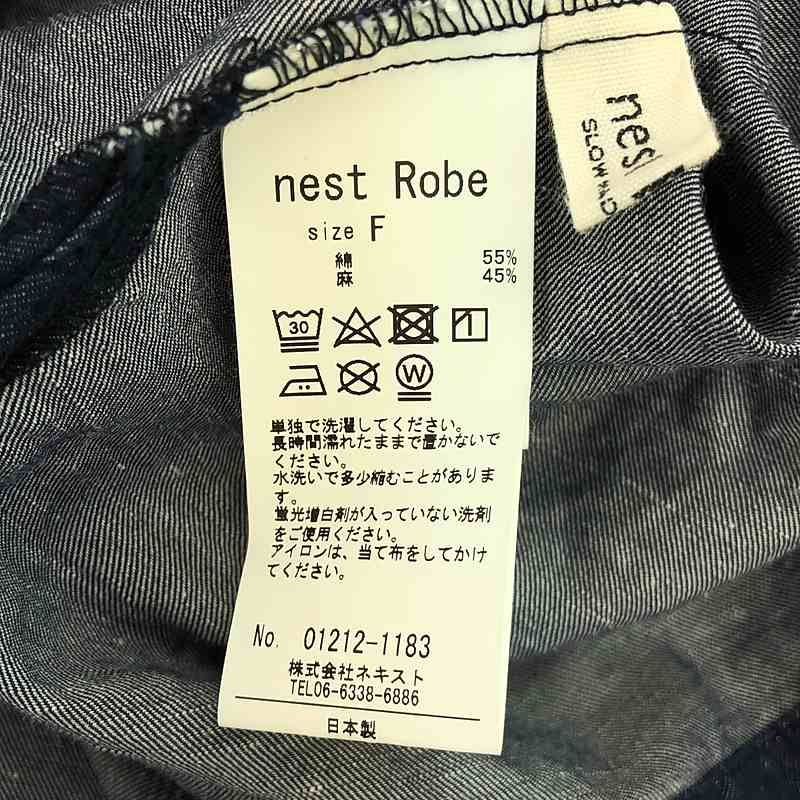 nes
SLOW
nest Robe
size F
綿 55%
麻 45%
30
W
単独で洗濯してください。
長時間濡れたままで置かないで
ください。
水洗いで多少縮むことがありま
す。
蛍光増白剤が入っていない洗剤
をご使用ください。
アイロンは、当て布をしてかけ
てください。
No. 01212-1183
株式会社ネキスト
TEL06-6338-6886
日本製